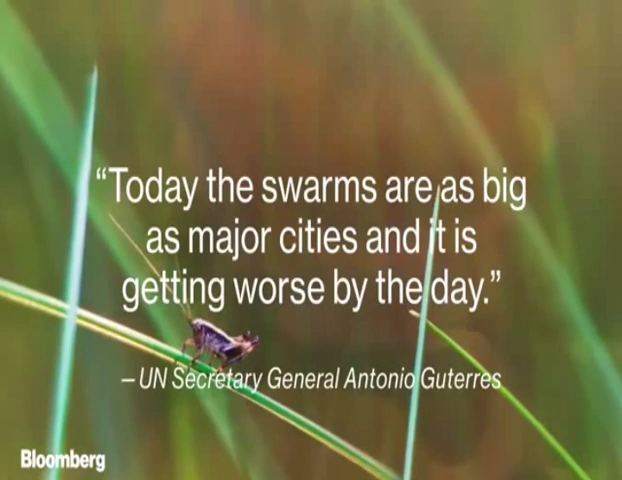 “Today the swarms are as big
as major cities and it is
getting worse by the day.”
– UN Secretary General Antonio Guterres
Bloomberg